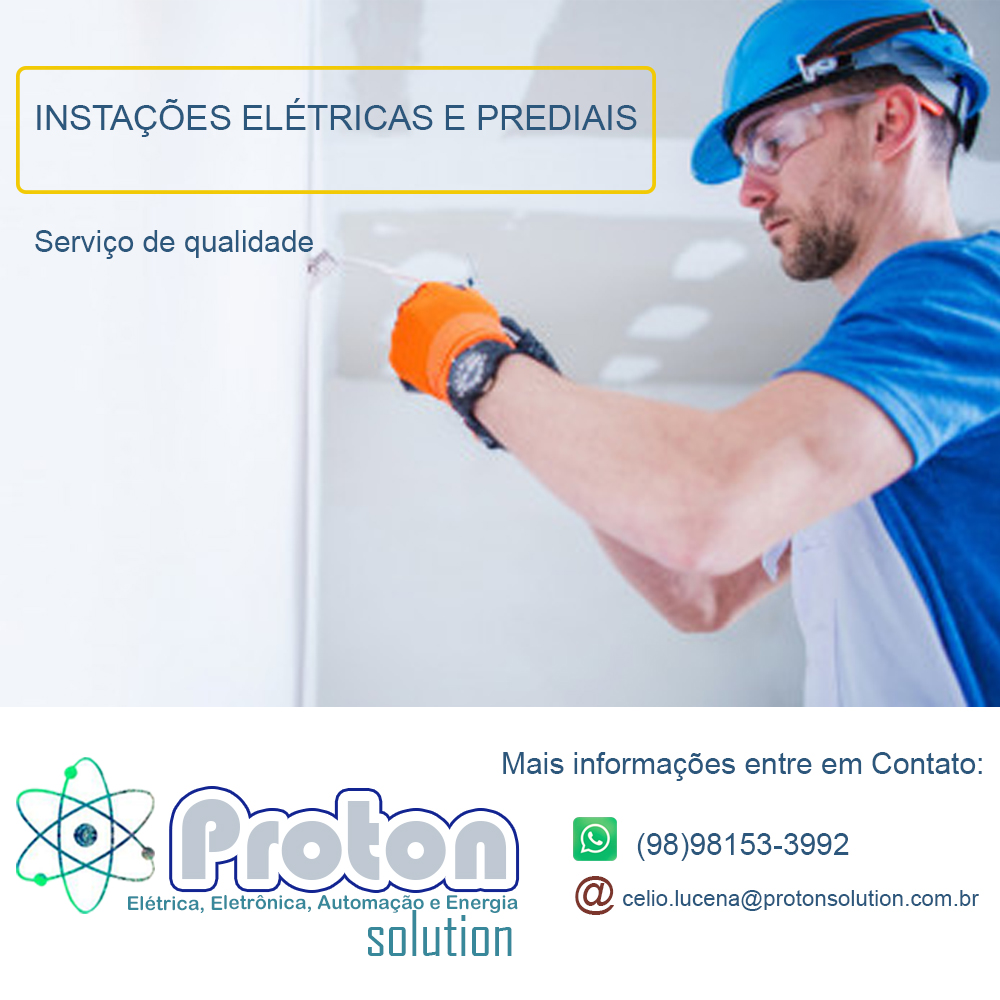 INSTAÇÕES ELÉTRICAS E PREDIAIS
Serviço de qualidade
Mais informações entre em Contato:
Proton
Elétrica, Eletrônica, Automação e Energia
solution
(98)98153-3992
@ celio.lucena@protonsolution.com.br